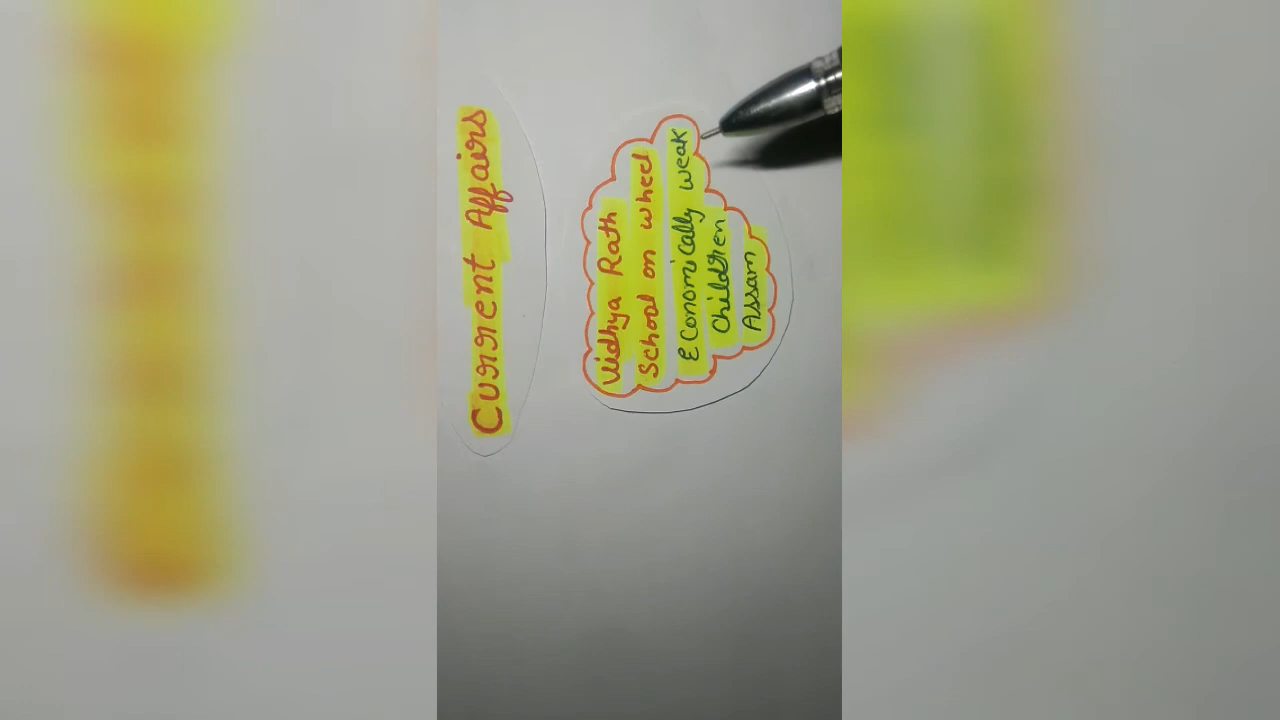 Current Affairs
Vidhya Rath
School on wheel
Economically weak
Children
Assam